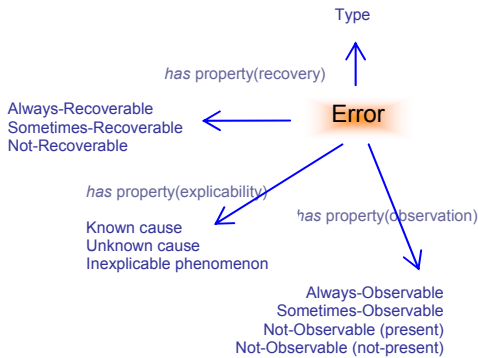 Type
has property(recovery)
Error
Always-Recoverable
Sometimes-Recoverable
Not-Recoverable
has property(explicability)
Known cause
Unknown cause
Inexplicable phenomenon
has property(observation)
Always-Observable
Sometimes-Observable
Not-Observable (present)
Not-Observable (not-present)